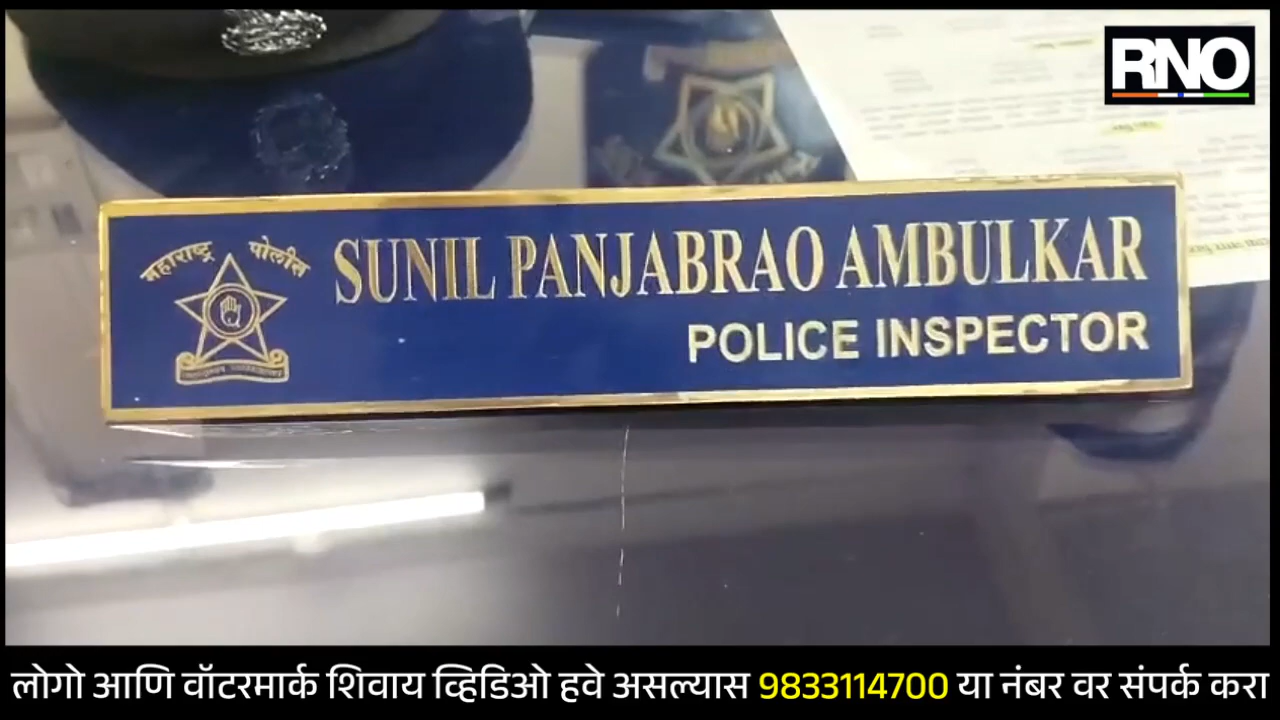 RNO
महाराष्ट्र पोलीस
SUNIL PANJABRAO AMBULKAR
POLICE INSPECTOR
लोगो आणि वॉटरमार्क शिवाय व्हिडिओ हवे असल्यास 9833114700 या नंबर वर संपर्क करा